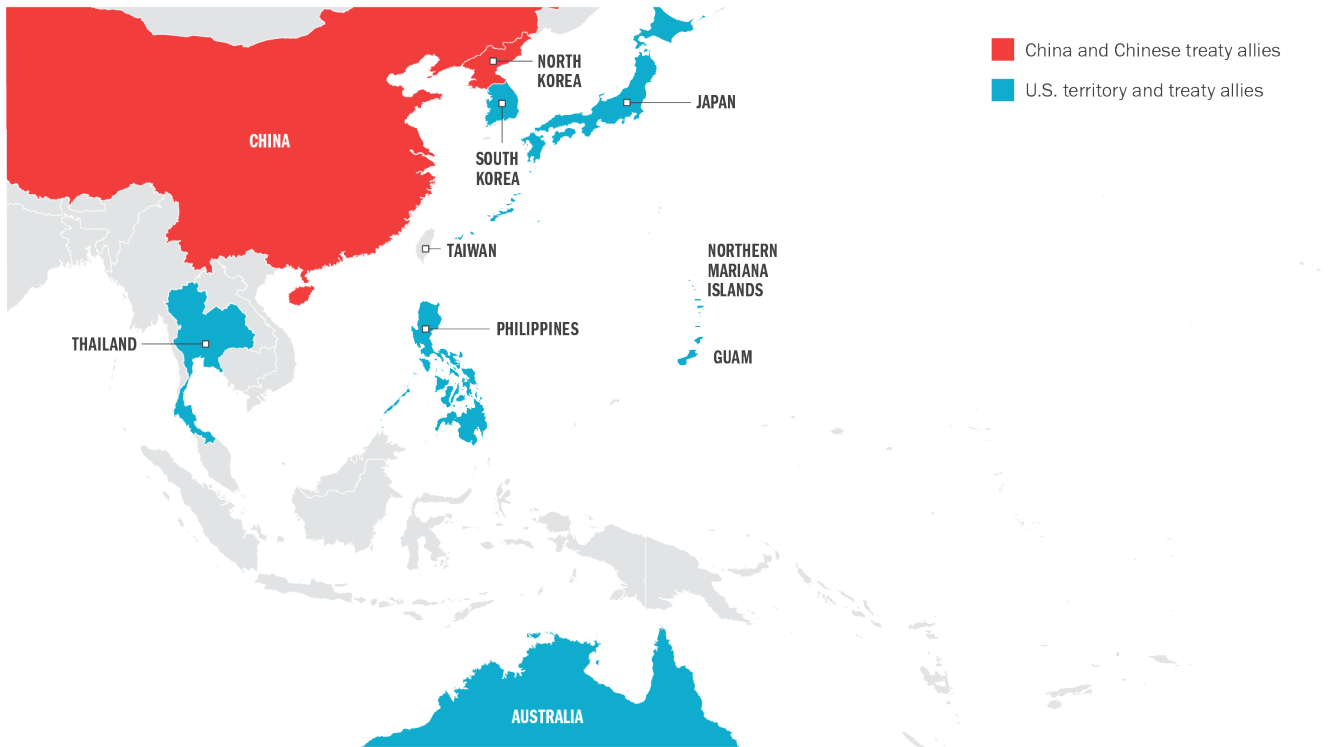 NORTH
KOREA
China and Chinese treaty allies
U.S. territory and treaty allies
JAPAN
CHINA
SOUTH
KOREA
TAIWAN
NORTHERN
MARIANA
ISLANDS
PHILIPPINES
THAILAND
GUAM
AUSTRALIA